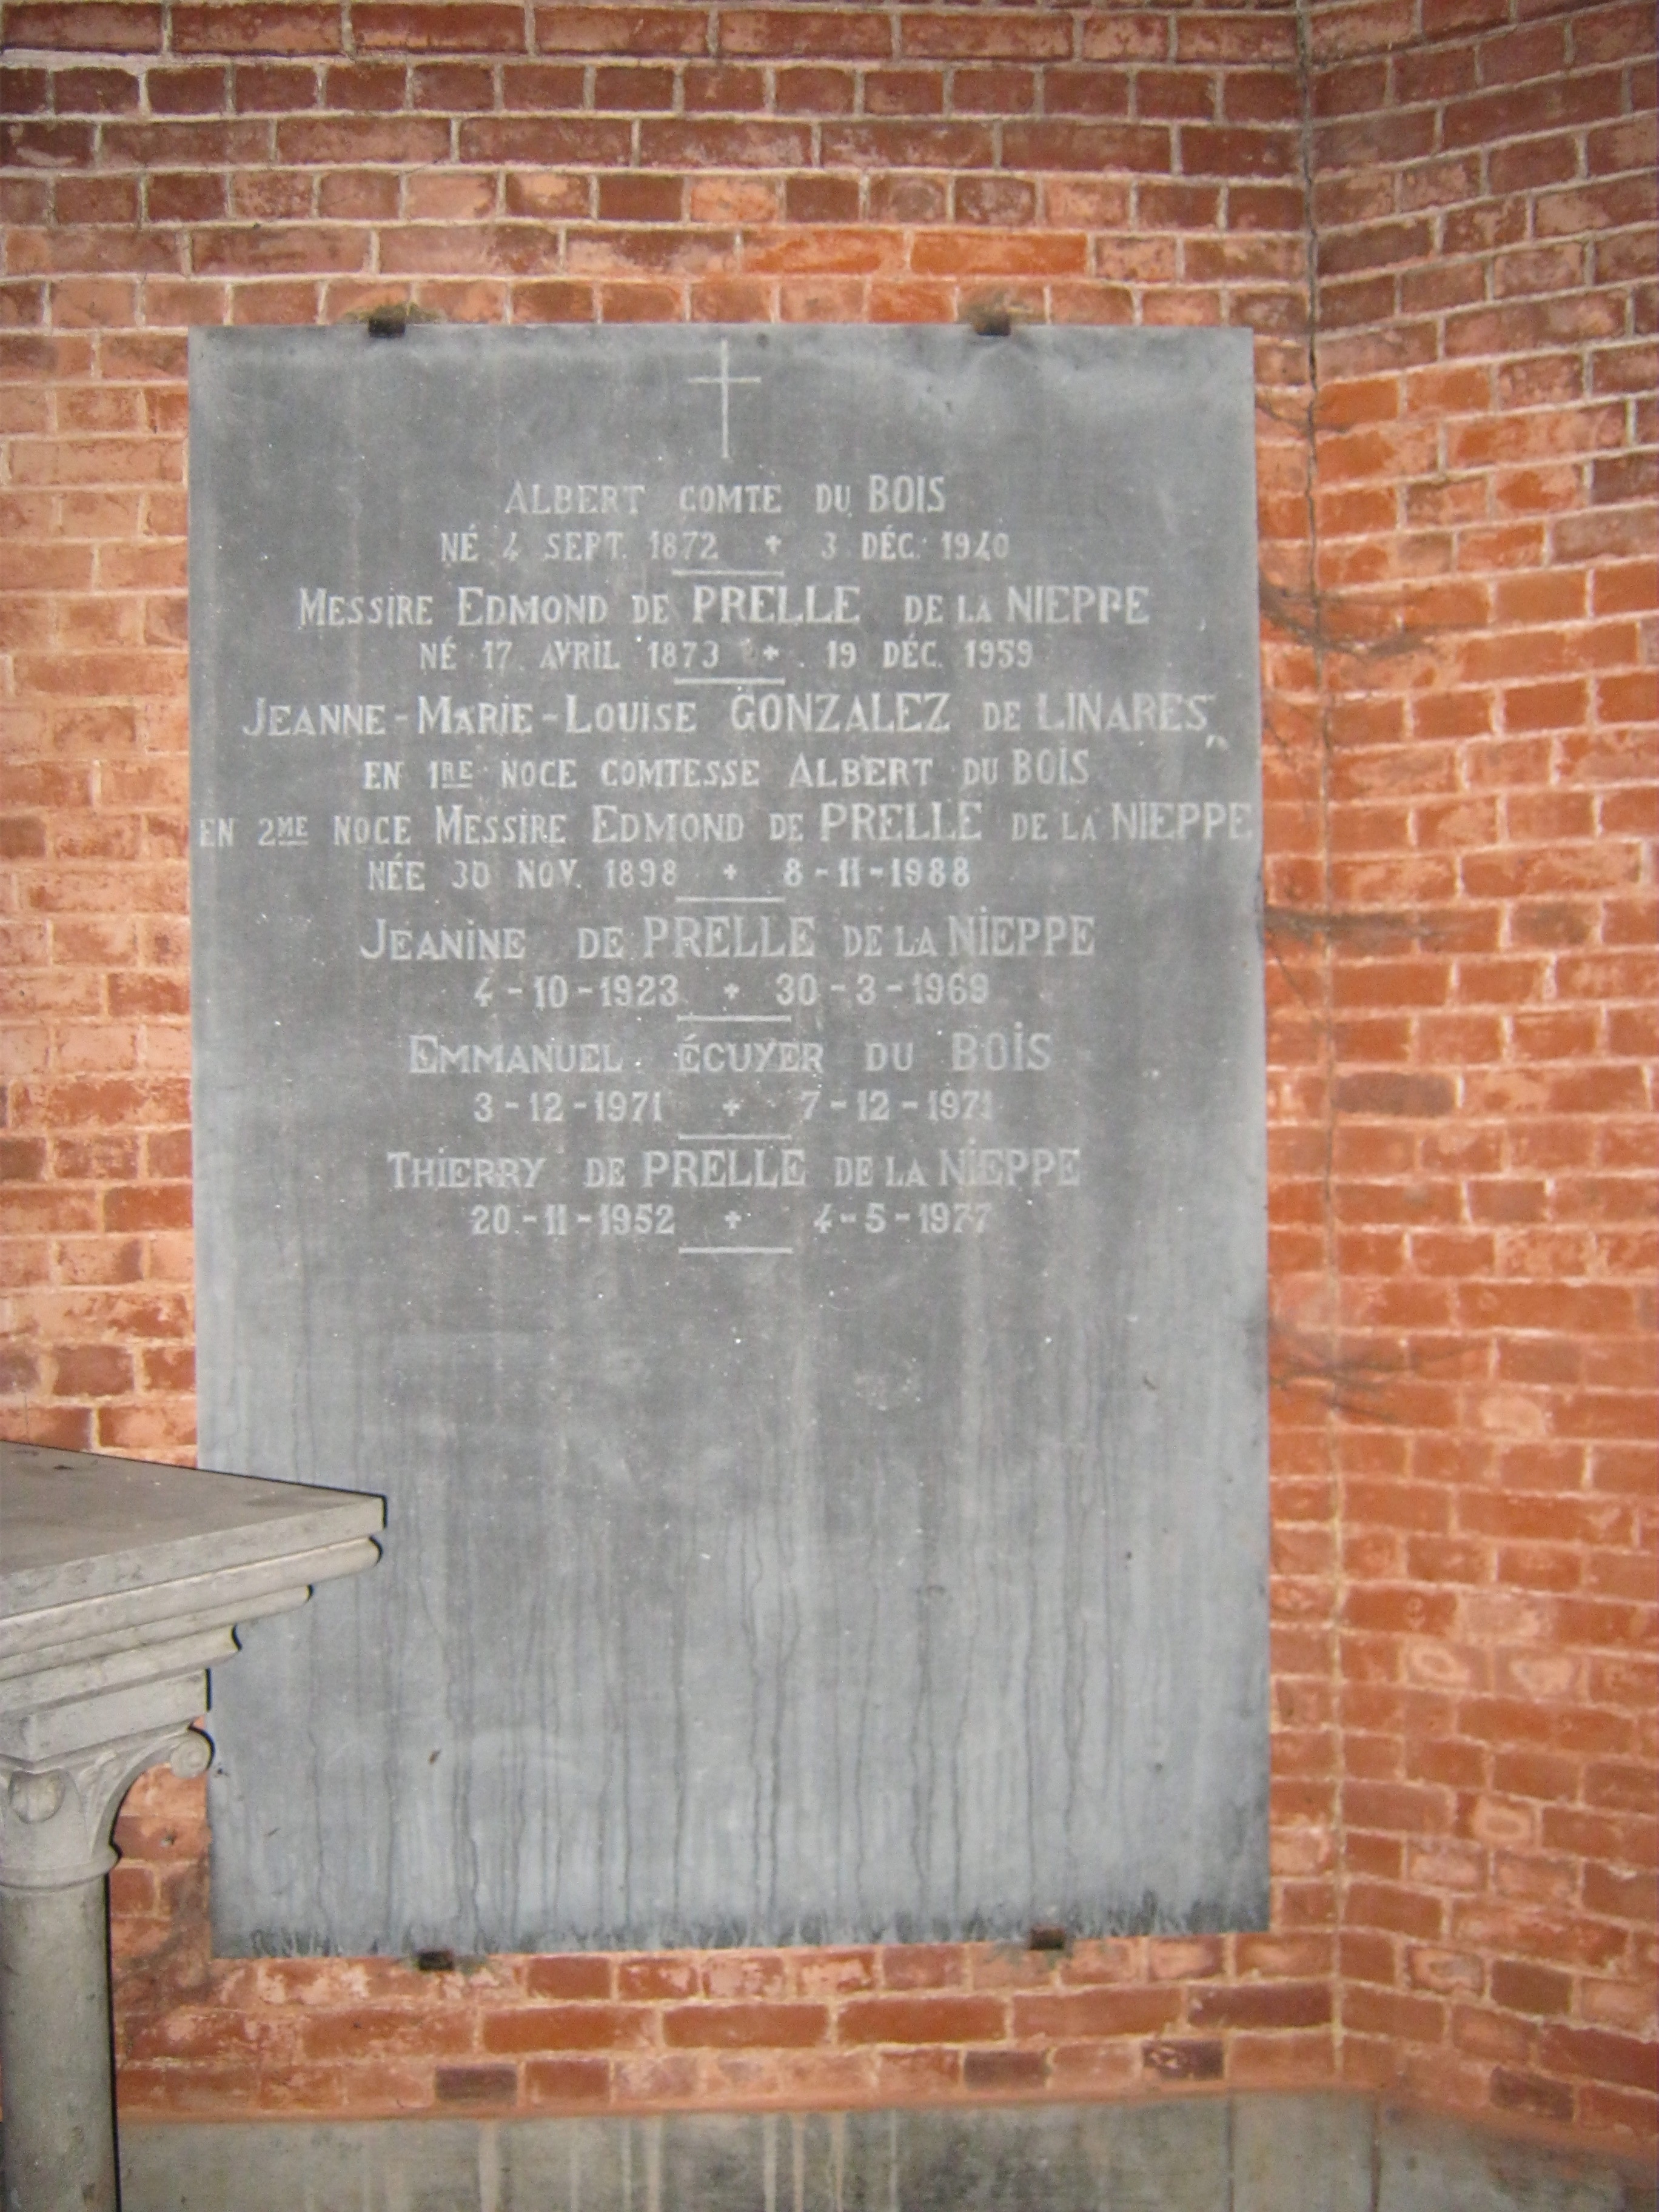 ALBERT COMTE DU BOIS
NÉ 4 SEPT. 1872 + 3 DÉC. 1940
MESSIRE EDMOND DE PRELLE DE LA NIEPPE
NÉ 17 AVRIL 1873 + 19 DÉC. 1959
JEANNE-MARIE-LOUISE GONZALEZ DE LINARES
EN 1RE NOCE COMTESSE ALBERT DU BOIS
EN 2ME NOCE MESSIRE EDMOND DE PRELLE DE LA NIEPPE
NÉE 30 NOV. 1898 + 8-11-1988
JEANINE DE PRELLE DE LA NIEPPE
4-10-1923 + 30-3-1969
EMMANUEL ÉCUYER DU BOIS
3-12-1971 + 7-12-1971
THIERRY DE PRELLE DE LA NIEPPE
20-11-1952 + 4-5-1977